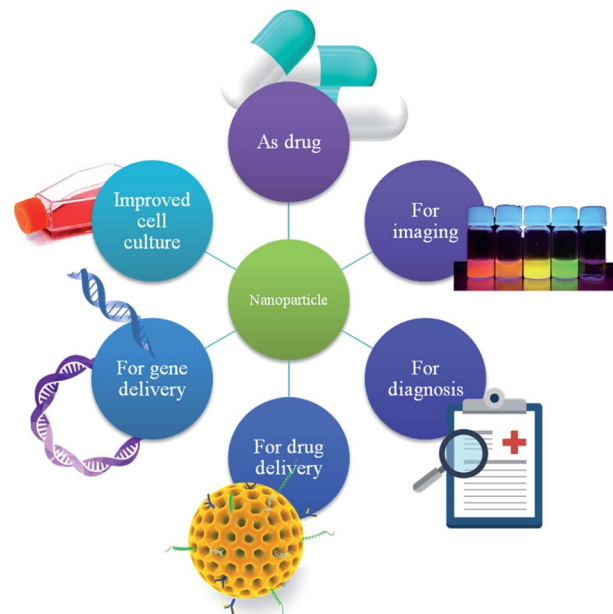 As drug
For
imaging
For
diagnosis
For drug
delivery
For gene
delivery
Improved
cell
culture
Nanoparticle